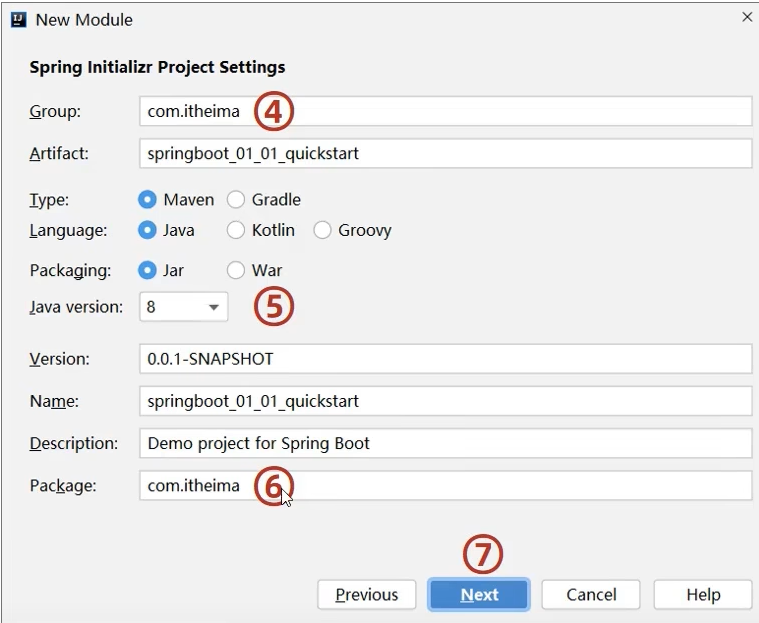 New Module
Spring Initializr Project Settings
Group: com.itheima ④
Artifact: springboot_01_01_quickstart
Type: Maven Gradle
Language: Java Kotlin Groovy
Packaging: Jar War
Java version: 8 ⑤
Version: 0.0.1-SNAPSHOT
Name: springboot_01_01_quickstart
Description: Demo project for Spring Boot
Package: com.itheima ⑥
⑦
Previous Next Cancel Help